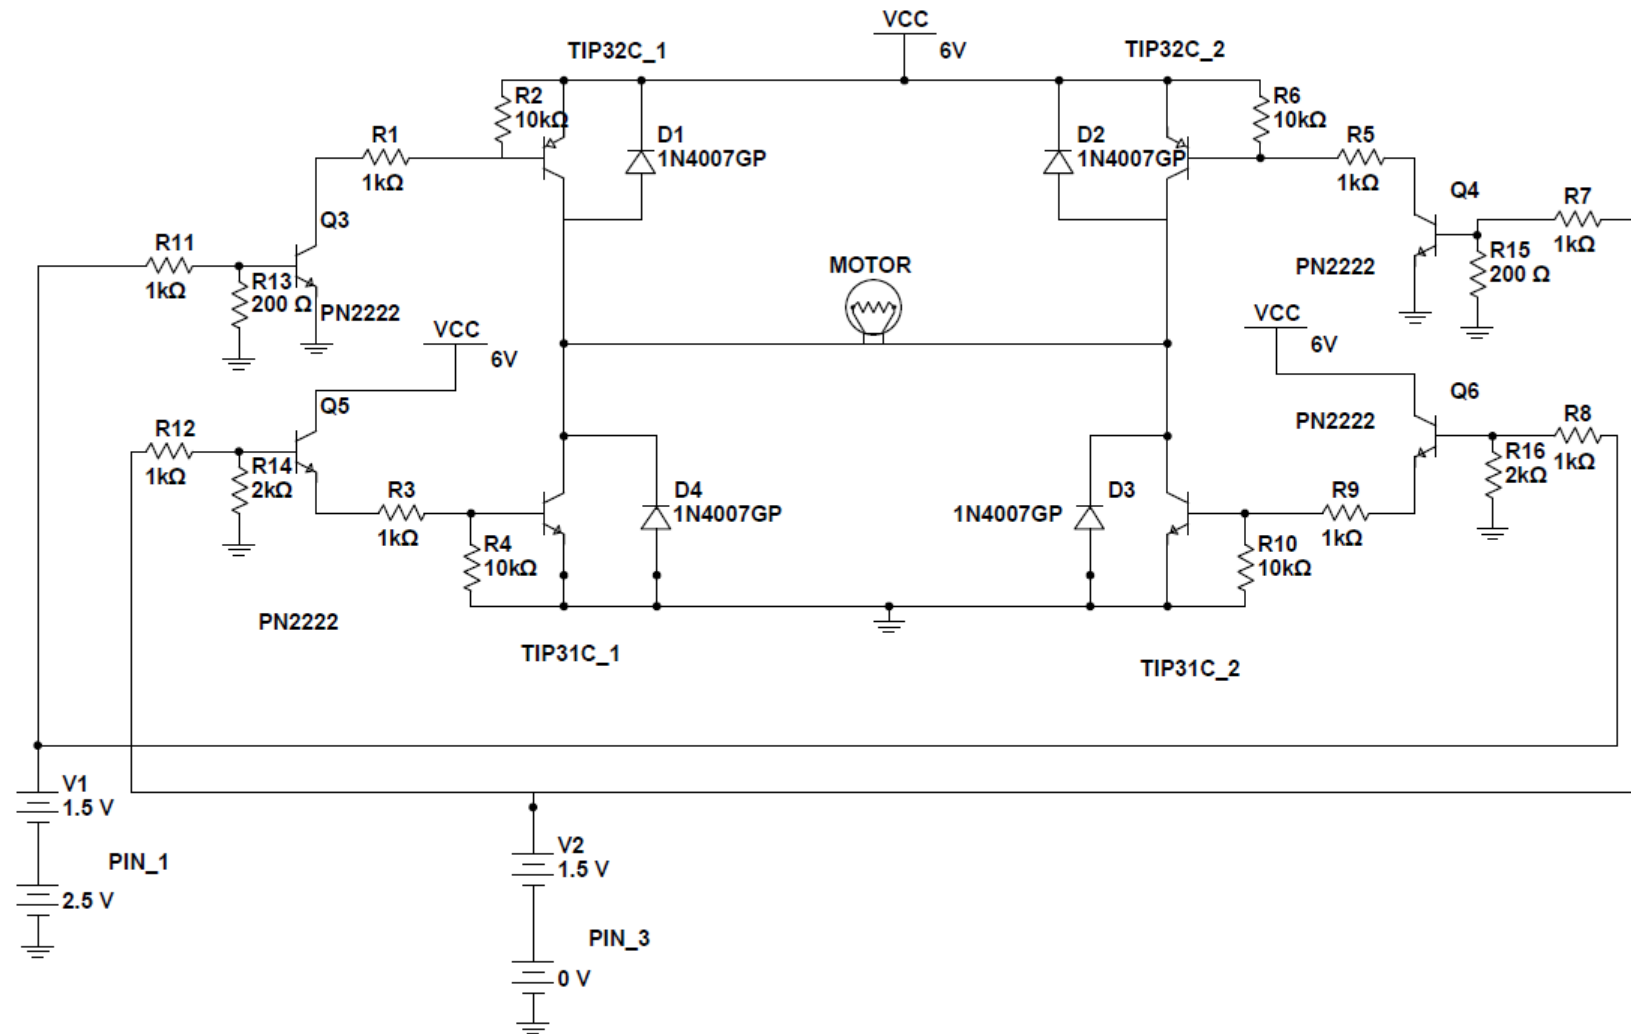 VCC
6V
TIP32C_1
TIP32C_2
R2
10kΩ
R6
10kΩ
R1
1kΩ
D1
1N4007GP
D2
1N4007GP
R5
1kΩ
Q4
R7
1kΩ
Q3
R11
1kΩ
R13
200 Ω
PN2222
MOTOR
PN2222
R15
200 Ω
VCC
6V
VCC
6V
Q5
R12
1kΩ
R14
2kΩ
Q6
PN2222
R8
1kΩ
R16
2kΩ
R3
1kΩ
D4
1N4007GP
D3
1N4007GP
R9
1kΩ
R4
10kΩ
R10
10kΩ
PN2222
TIP31C_1
TIP31C_2
V1
1.5 V
PIN_1
2.5 V
V2
1.5 V
PIN_3
0 V